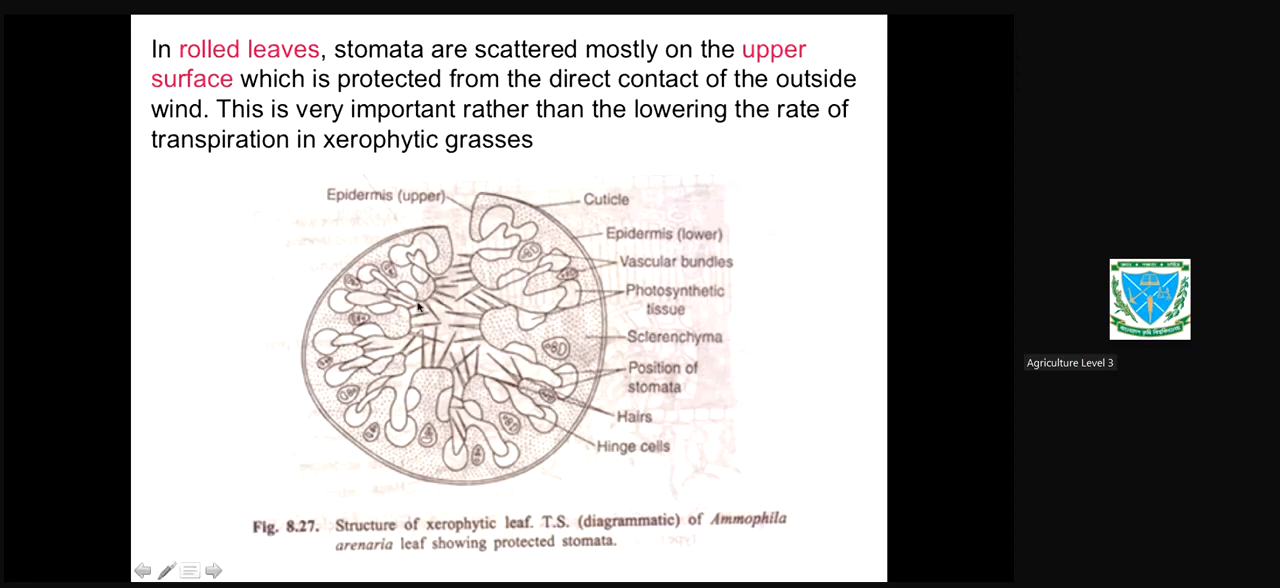 In rolled leaves, stomata are scattered mostly on the upper
surface which is protected from the direct contact of the outside
wind. This is very important rather than the lowering the rate of
transpiration in xerophytic grasses
Epidermis (upper)
Cuticle
Epidermis (lower)
Vascular bundles
Photosynthetic
tissue
Sclerenchyma
Position of
stomata
Hairs
Hinge cells
Fig. 8.27. Structure of xerophytic leaf. T.S. (diagrammatic) of Ammophila
arenaria leaf showing protected stomata.
Agriculture Level 3